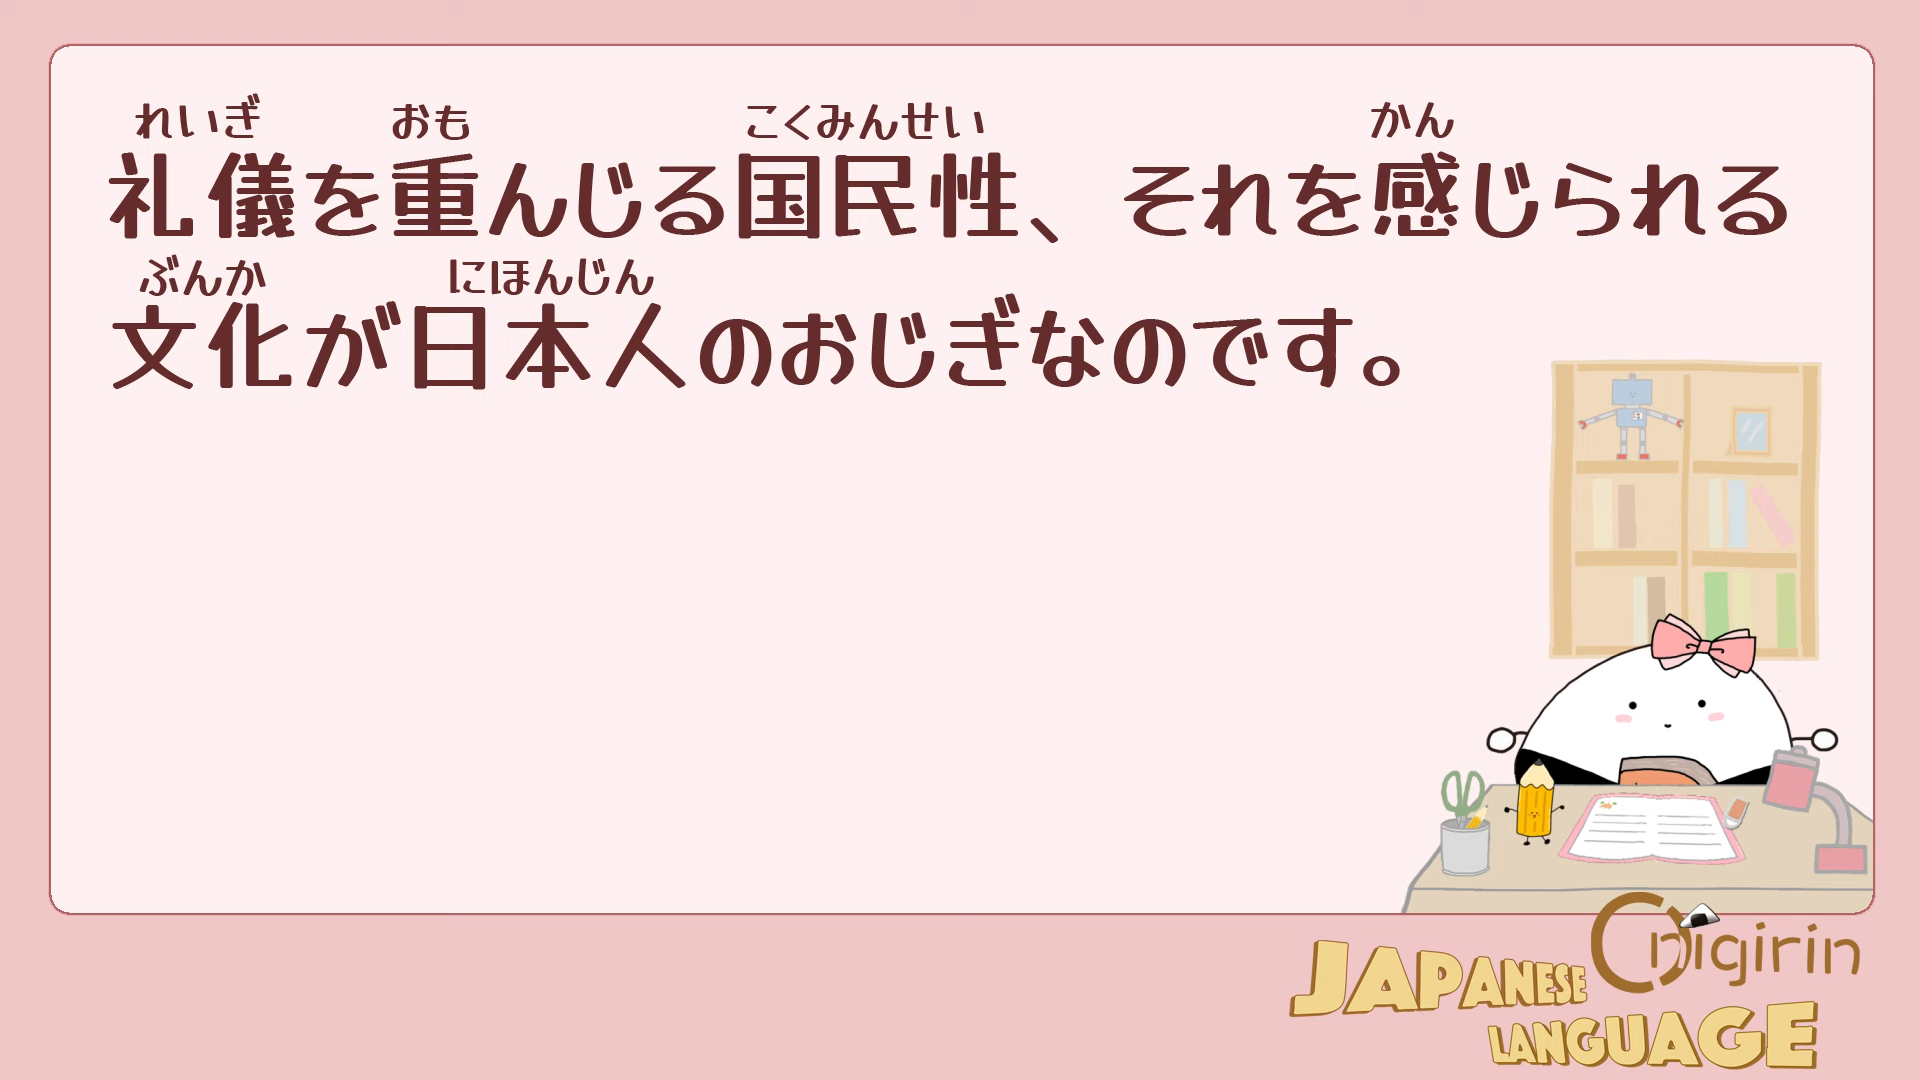 れいぎ おも こくみんせい かん
礼儀を重んじる国民性、それを感じられる
ぶんか にほんじん
文化が日本人のおじぎなのです。
Onigirin
JAPANESE
LANGUAGE